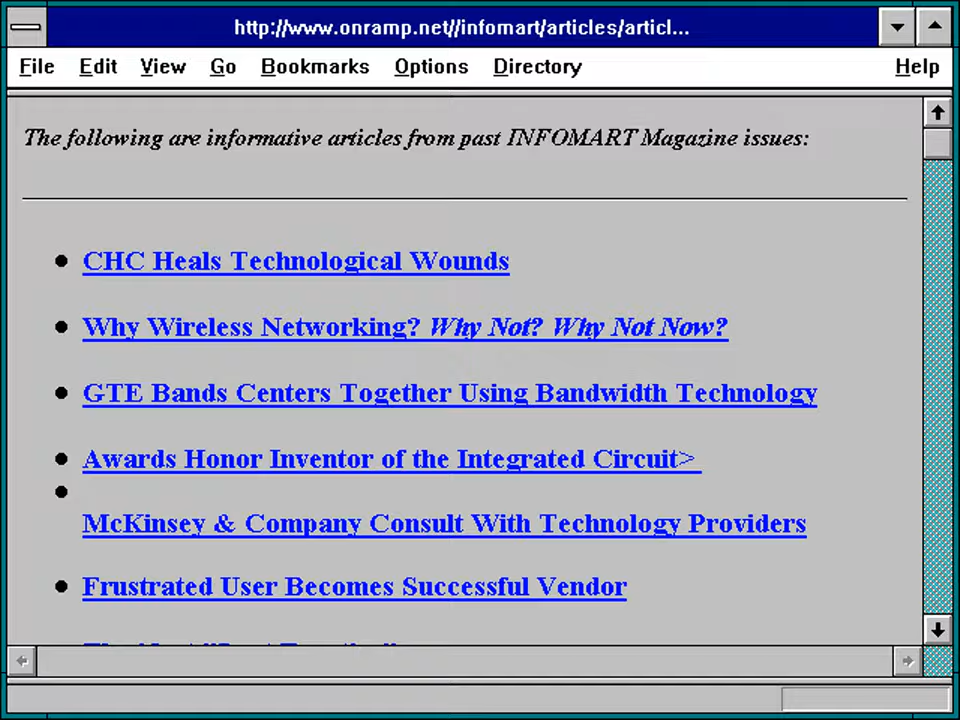 http://www.onramp.net//infomart/articles/articl...
File Edit View Go Bookmarks Options Directory Help
The following are informative articles from past INFOMART Magazine issues:
CHC Heals Technological Wounds
Why Wireless Networking? Why Not? Why Not Now?
GTE Bands Centers Together Using Bandwidth Technology
Awards Honor Inventor of the Integrated Circuit>
McKinsey & Company Consult With Technology Providers
Frustrated User Becomes Successful Vendor